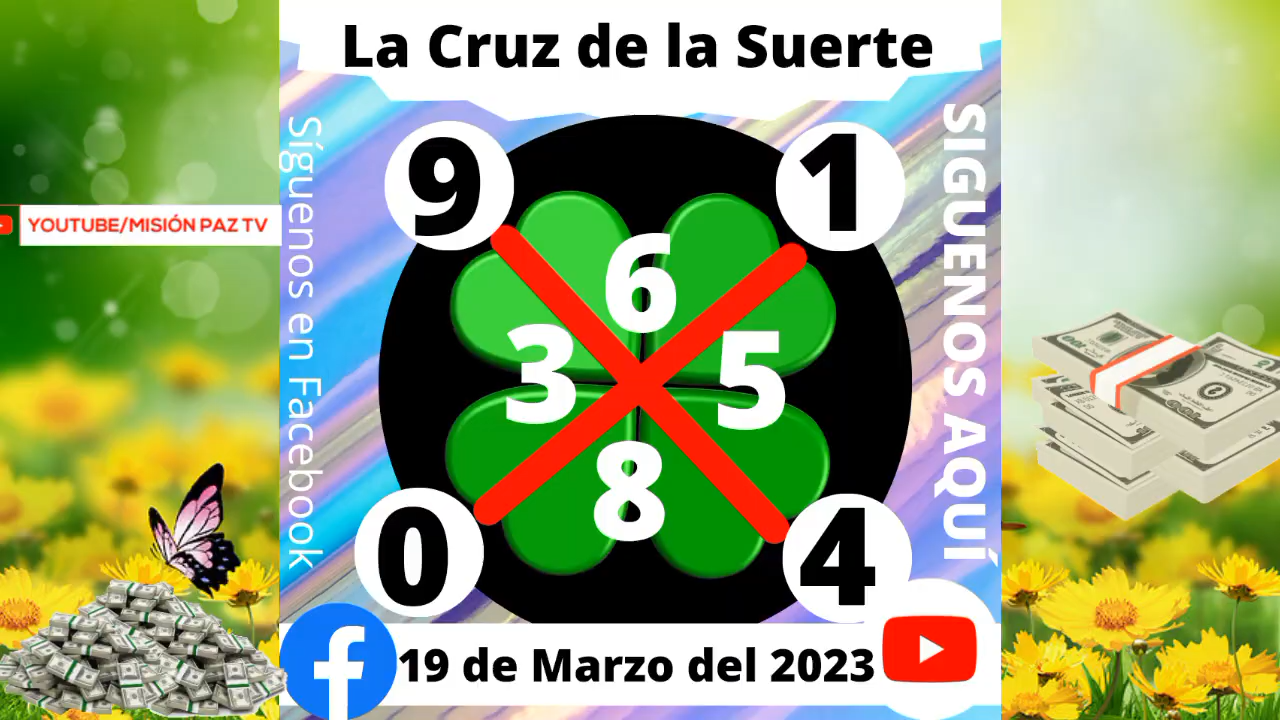 La Cruz de la Suerte
Síguenos en Facebook
SIGUENOS AQUÍ
YOUTUBE/MISIÓN PAZ TV
9
1
6
3
5
8
0
4
19 de Marzo del 2023